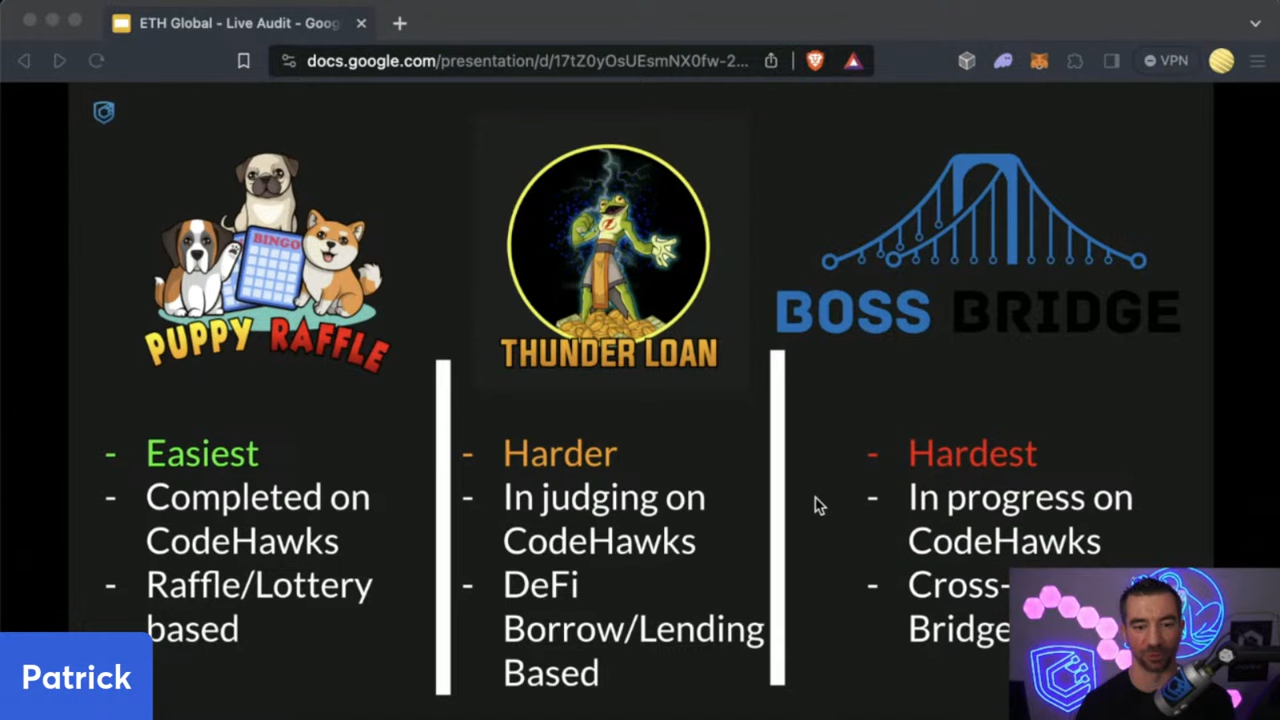 ETH Global - Live Audit - Goog
docs.google.com/presentation/d/17tZ0yOsUEsmNX0fw-2...
VPN
BINGO
PUPPY RAFFLE
THUNDER LOAN
BOSS BRIDGE
- Easiest
- Completed on
CodeHawks
- Raffle/Lottery
based
- Harder
- In judging on
CodeHawks
- DeFi
Borrow/Lending
Based
- Hardest
- In progress on
CodeHawks
- Cross-
Bridge
Patrick